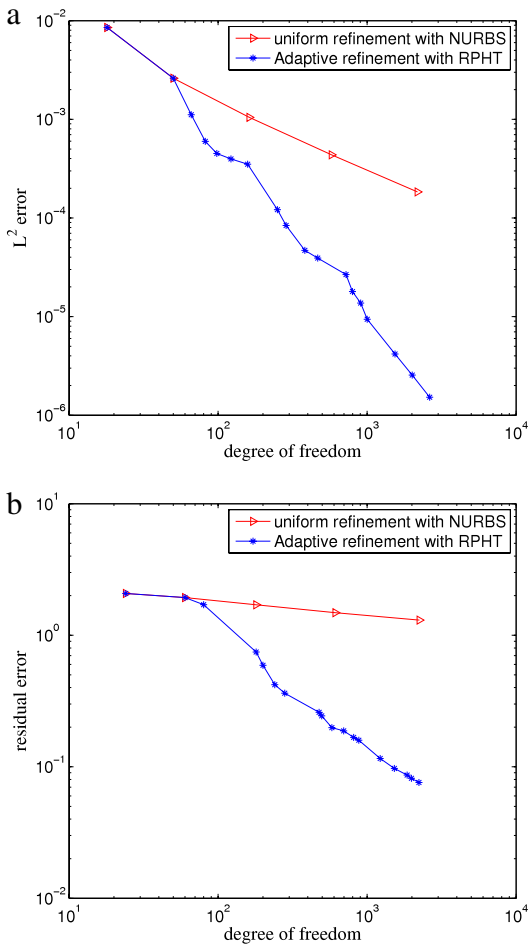 a
10^-2
uniform refinement with NURBS
Adaptive refinement with RPHT
10^-3
10^-4
L^2 error
10^-5
10^-6
10^1 10^2 10^3 10^4
degree of freedom
b
10^1
uniform refinement with NURBS
Adaptive refinement with RPHT
10^0
residual error
10^-1
10^-2
10^1 10^2 10^3 10^4
degree of freedom